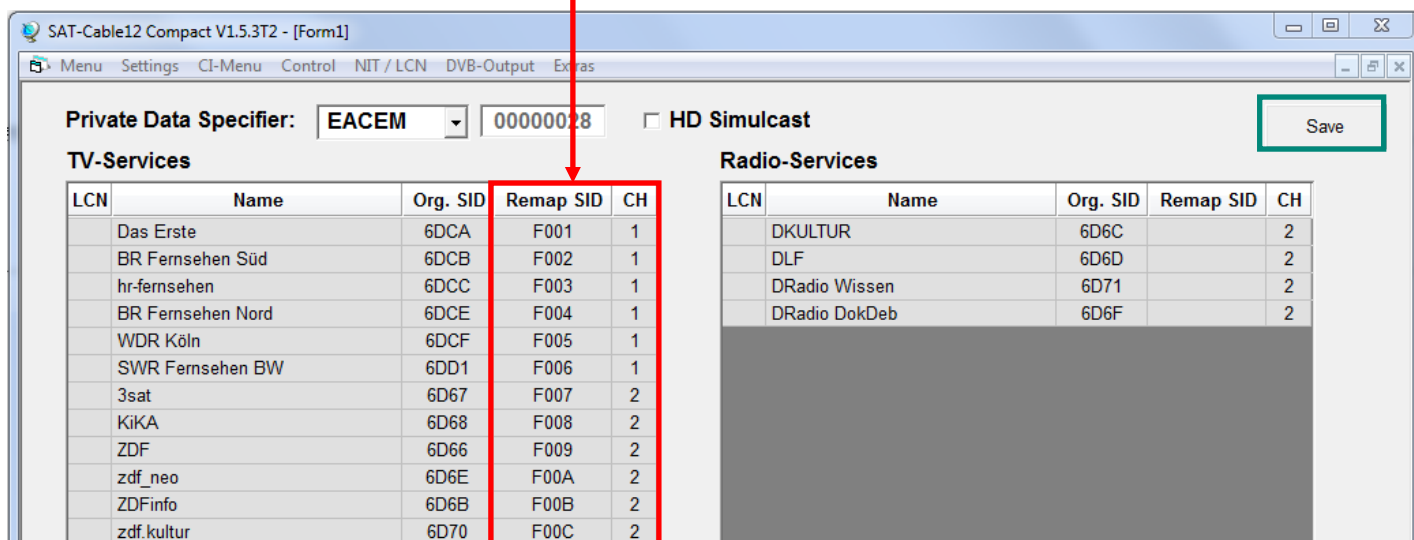 SAT-Cable12 Compact V1.5.3T2 - [Form1]
Menu Settings CI-Menu Control NIT / LCN DVB-Output Extras
Private Data Specifier: EACEM 00000028 HD Simulcast Save
TV-Services Radio-Services
LCN Name Org. SID Remap SID CH LCN Name Org. SID Remap SID CH
Das Erste 6DCA F001 1 DKULTUR 6D6C 2
BR Fernsehen Süd 6DCB F002 1 DLF 6D6D 2
hr-fernsehen 6DCC F003 1 DRadio Wissen 6D71 2
BR Fernsehen Nord 6DCE F004 1 DRadio DokDeb 6D6F 2
WDR Köln 6DCF F005 1
SWR Fernsehen BW 6DD1 F006 1
3sat 6D67 F007 2
KiKA 6D68 F008 2
ZDF 6D66 F009 2
zdf_neo 6D6E F00A 2
ZDFinfo 6D6B F00B 2
zdf.kultur 6D70 F00C 2